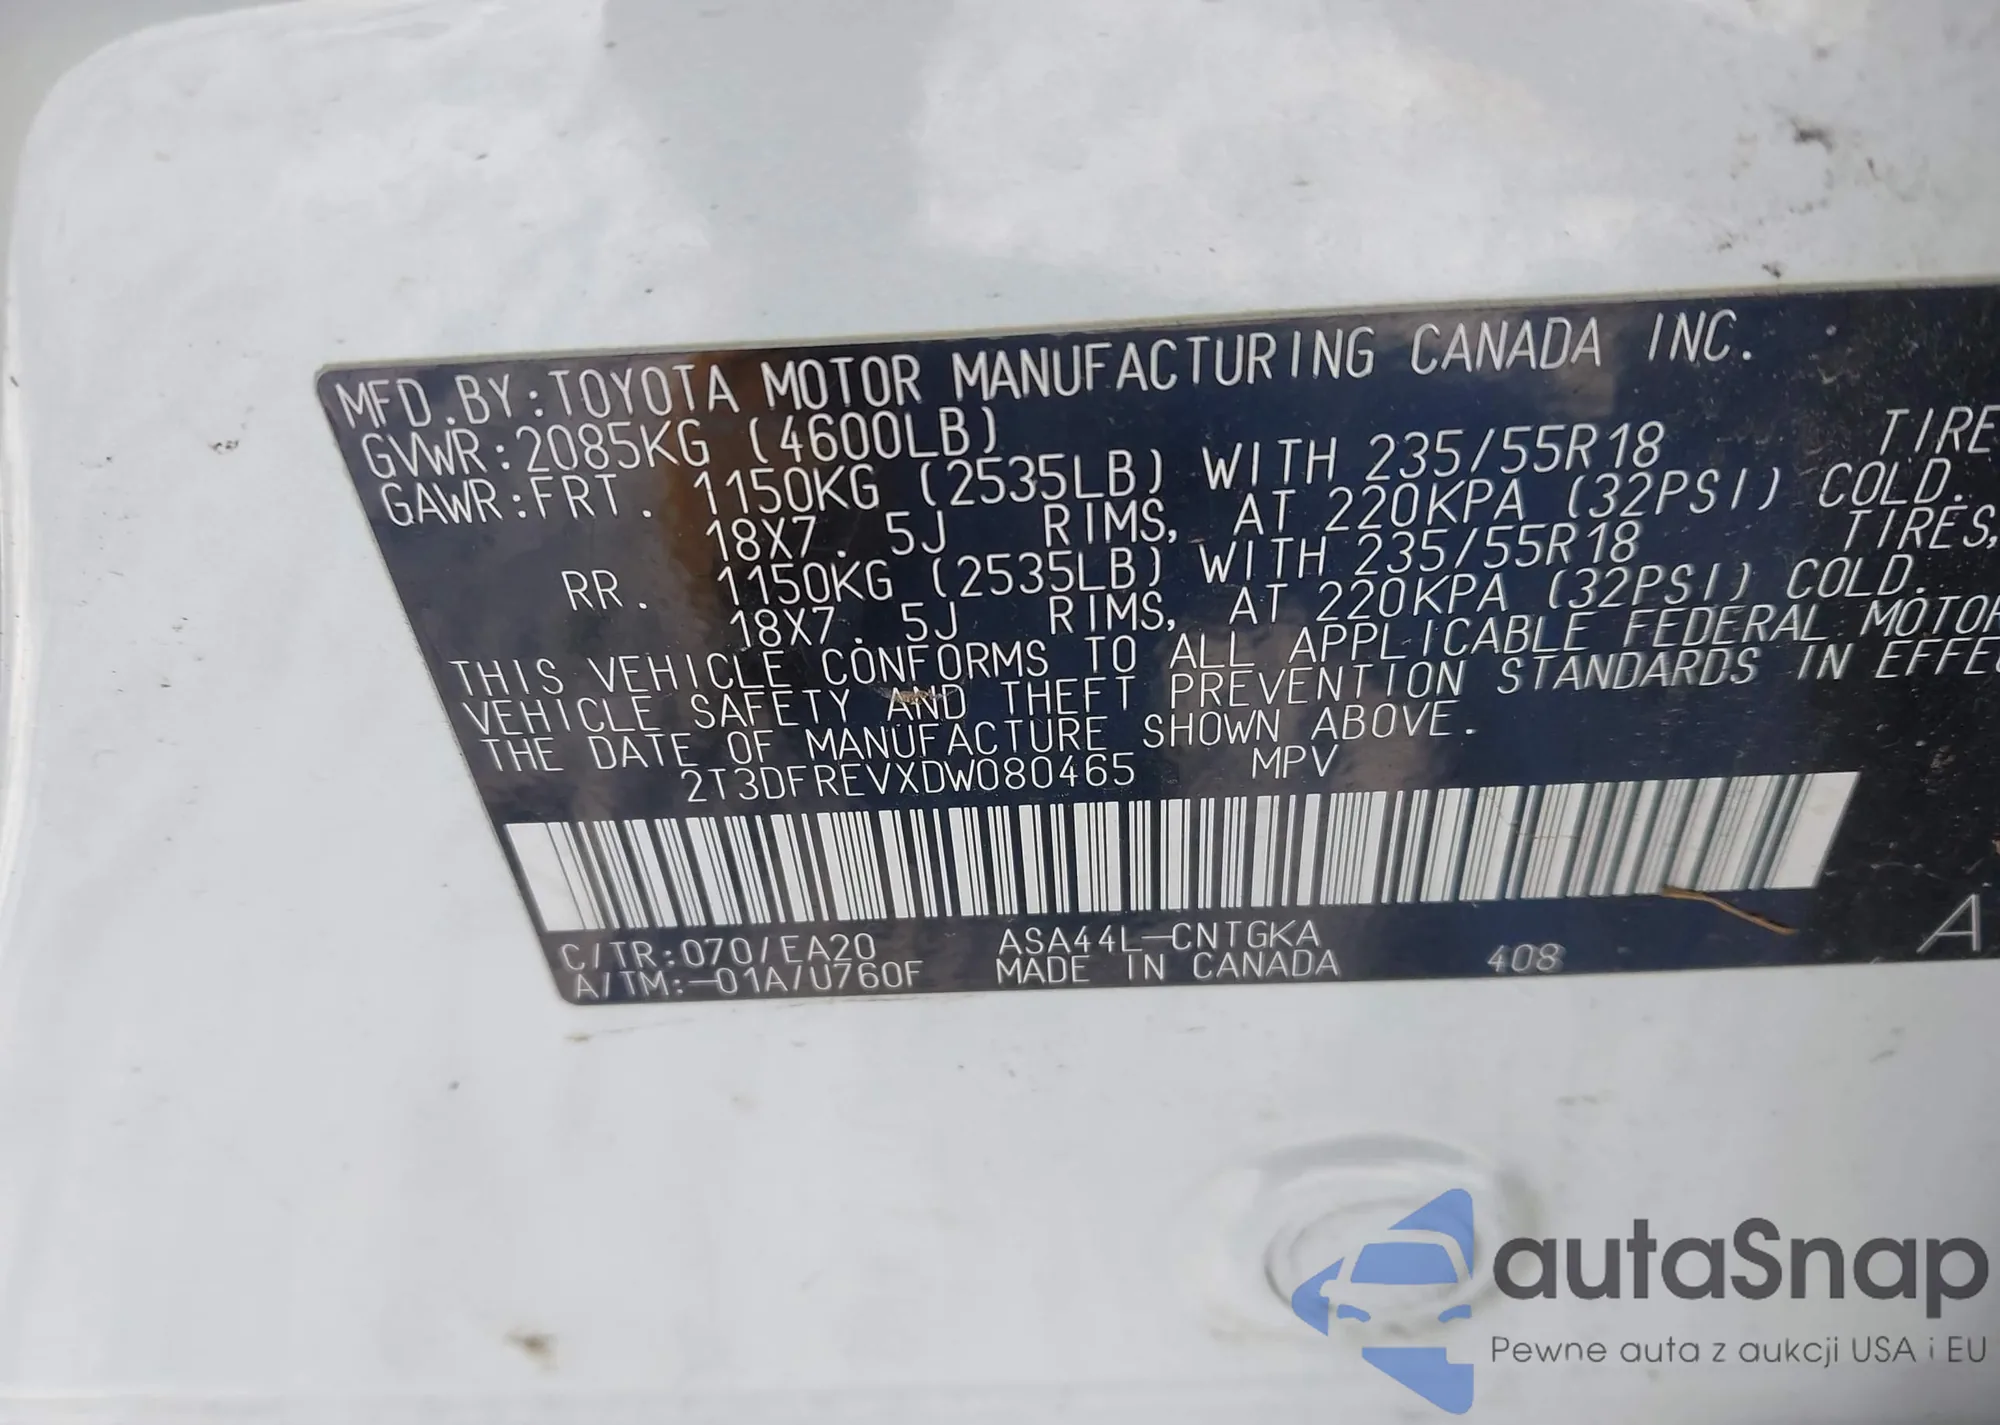 MFD.BY:TOYOTA MOTOR MANUFACTURING CANADA INC.
GVWR:2085KG (4600LB)
GAWR:FRT. 1150KG (2535LB) WITH 235/55R18 TIRE
18X7.5J RIMS, AT 220KPA (32PSI) COLD.
RR. 1150KG (2535LB) WITH 235/55R18 TIRES,
18X7.5J RIMS, AT 220KPA (32PSI) COLD.
THIS VEHICLE CONFORMS TO ALL APPLICABLE FEDERAL MOTOR
VEHICLE SAFETY AND THEFT PREVENTION STANDARDS IN EFFE
THE DATE OF MANUFACTURE SHOWN ABOVE.
2T3DFREVXDW080465 MPV
C/TR:070/EA20 ASA44L-CNTGKA
A/TM:-01A/U760F MADE IN CANADA 408 A
autaSnap
Pewne auta z aukcji USA i EU